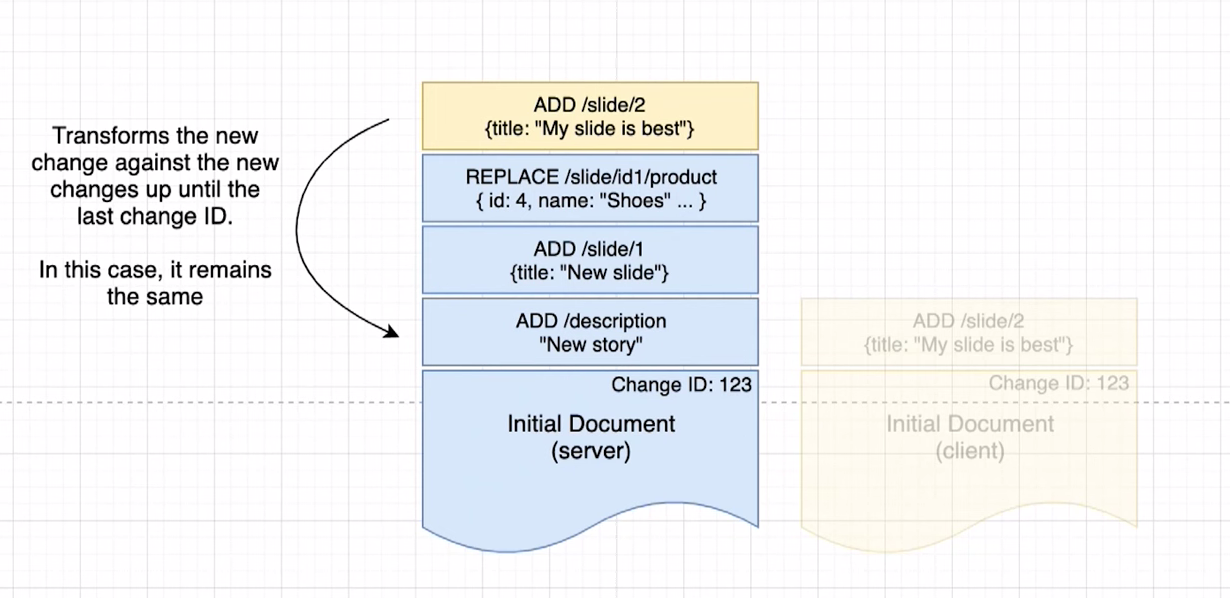 Transforms the new
change against the new
changes up until the
last change ID.
In this case, it remains
the same
ADD /slide/2
{title: "My slide is best"}
REPLACE /slide/id1/product
{ id: 4, name: "Shoes" ... }
ADD /slide/1
{title: "New slide"}
ADD /description
"New story"
Change ID: 123
Initial Document
(server)
ADD /slide/2
{title: "My slide is best"}
Change ID: 123
Initial Document
(client)